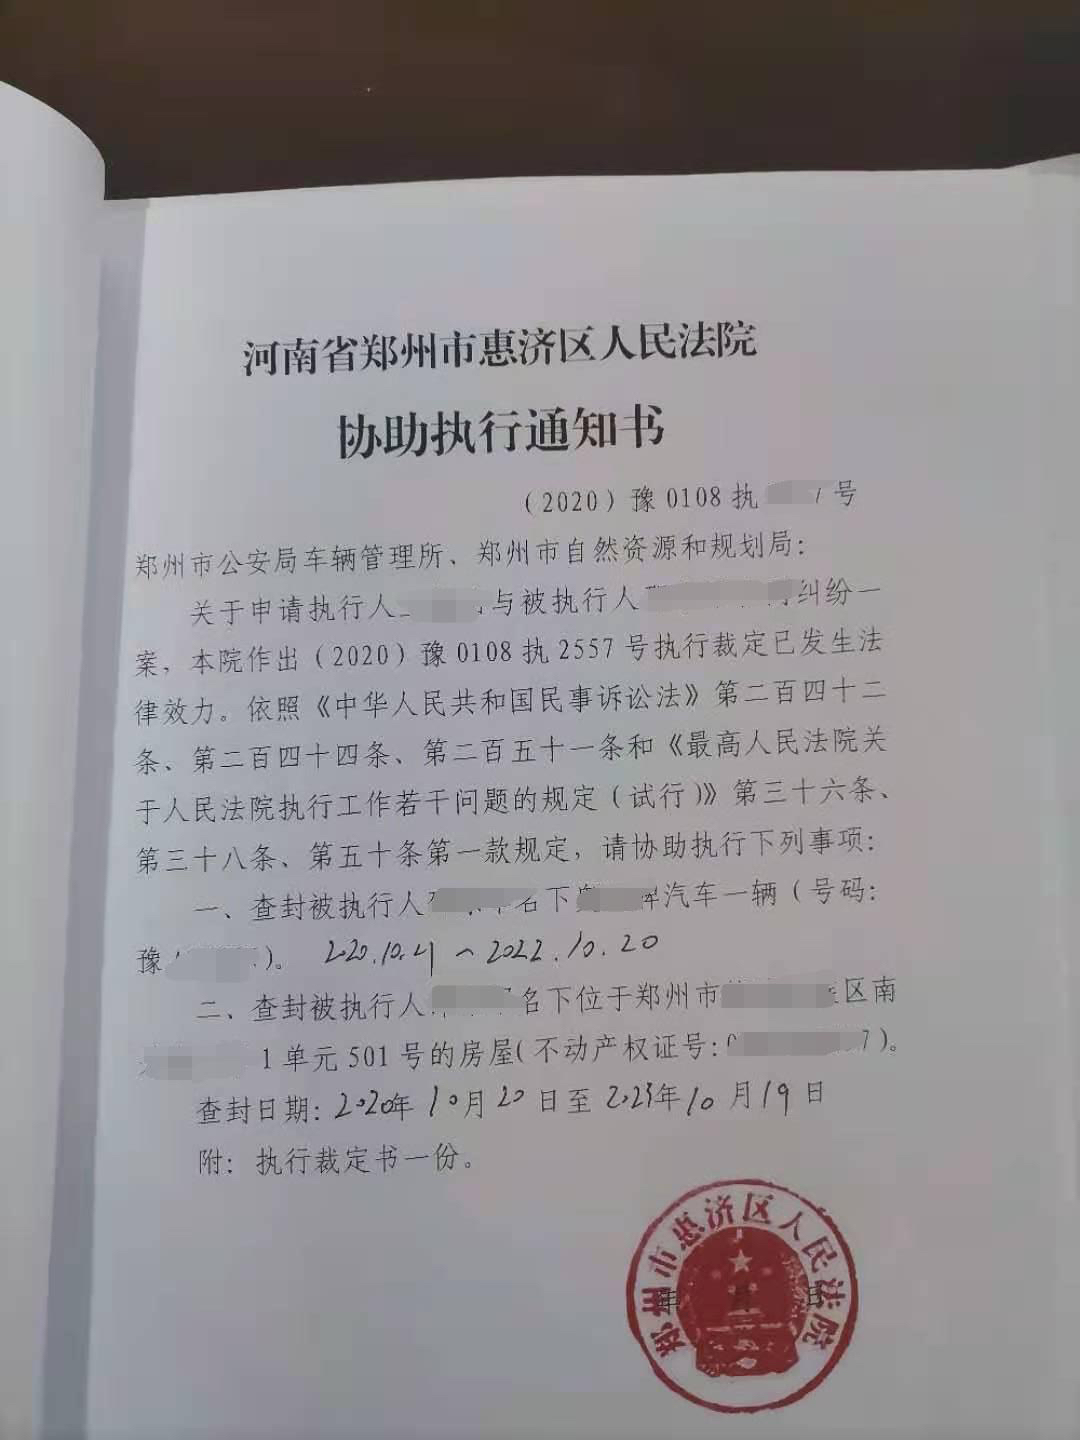 河南省郑州市惠济区人民法院
协助执行通知书
（2020）豫0108执 7号
郑州市公安局车辆管理所、郑州市自然资源和规划局：
关于申请执行人 与被执行人 纠纷一
案，本院作出（2020）豫0108执2557号执行裁定已发生法
律效力。依照《中华人民共和国民事诉讼法》第二百四十二
条、第二百四十四条、第二百五十一条和《最高人民法院关
于人民法院执行工作若干问题的规定（试行）》第三十六条、
第三十八条、第五十条第一款规定，请协助执行下列事项：
一、查封被执行人 名下 牌汽车一辆（号码：
豫 ）。 2020.10.21～2022.10.20
二、查封被执行人 名下位于郑州市 区南
1单元501号的房屋（不动产权证号： 7）。
查封日期：2020年10月20日至2023年10月19日
附：执行裁定书一份。
郑州市惠济区人民法院
年 月 日